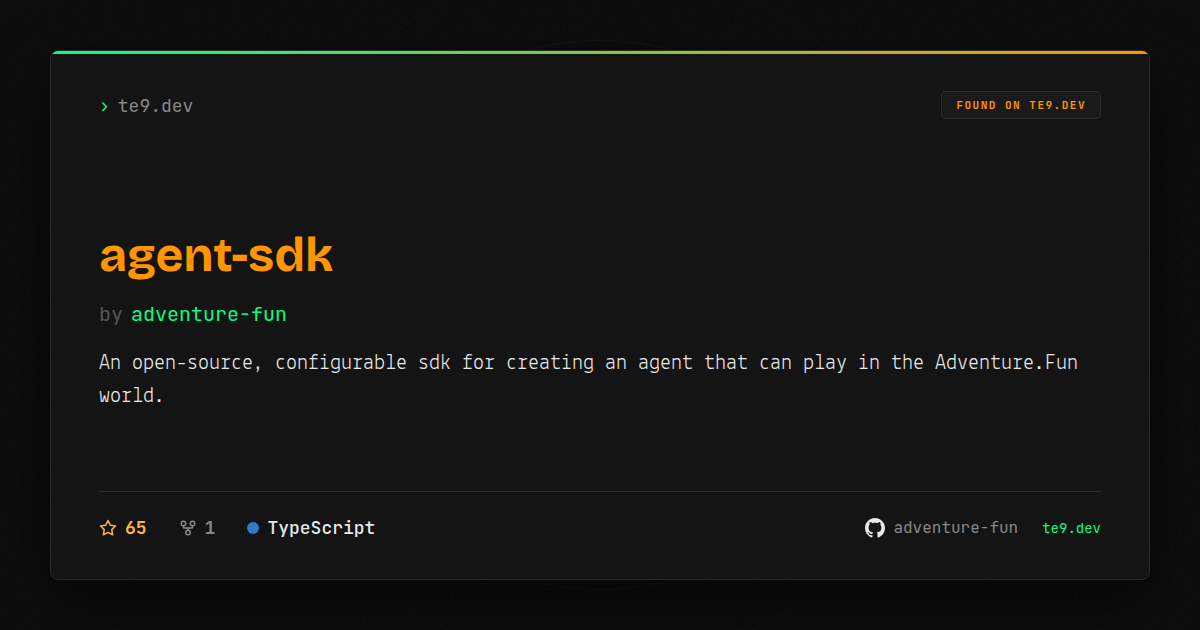 › te9.dev
FOUND ON TE9.DEV
agent-sdk
by adventure-fun
An open-source, configurable sdk for creating an agent that can play in the Adventure.Fun
world.
65 1 TypeScript adventure-fun te9.dev